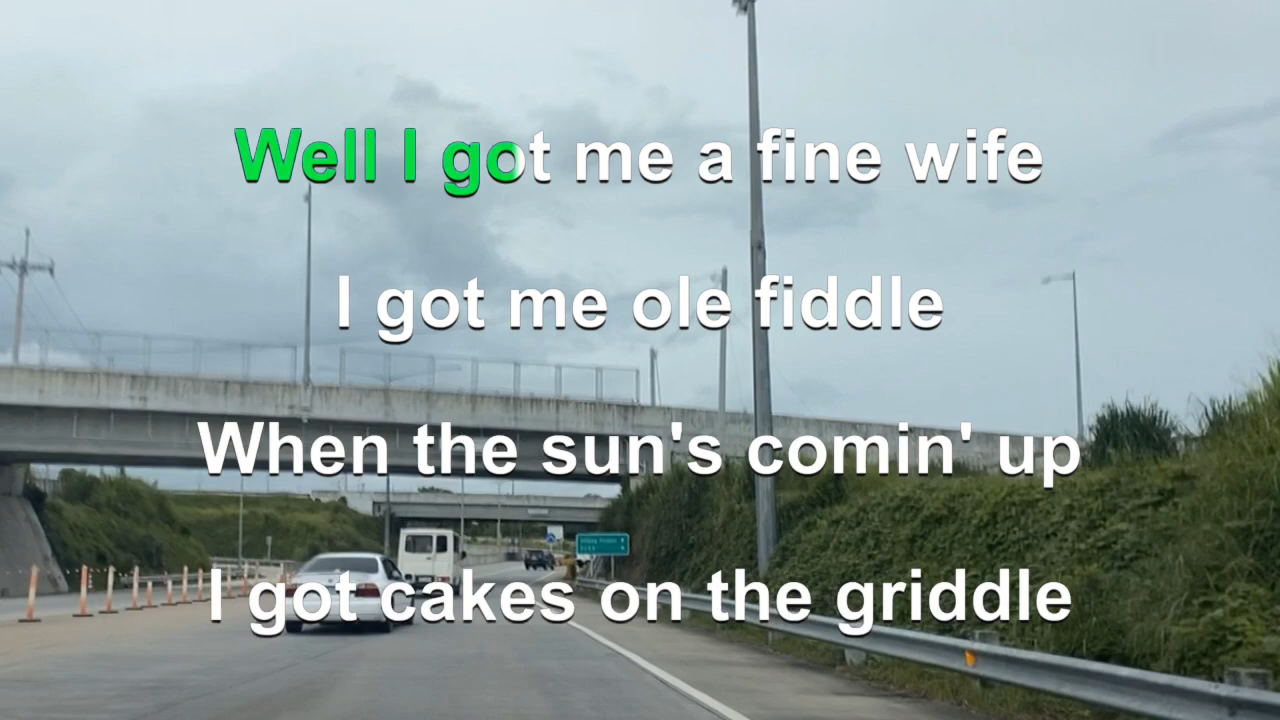 Well I got me a fine wife
I got me ole fiddle
When the sun's comin' up
I got cakes on the griddle